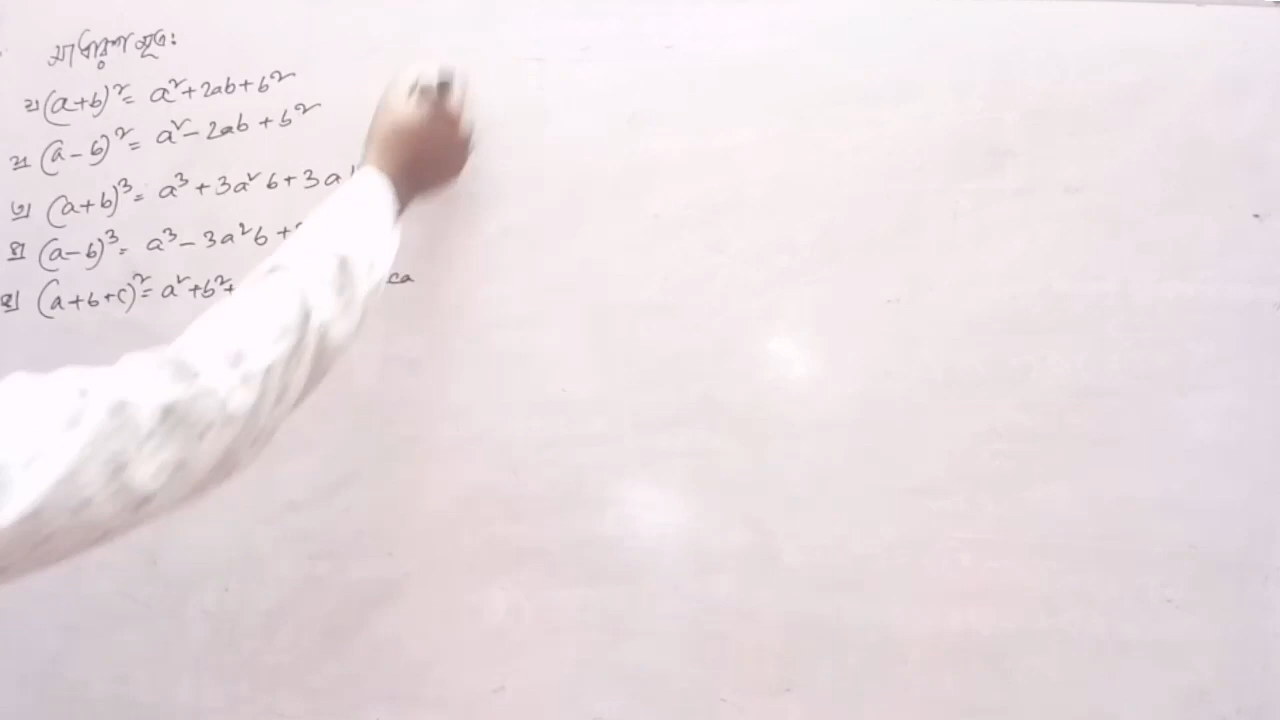 সাধারণ সূত্র:
১। (a+b)² = a²+2ab+b²
২। (a-b)² = a²-2ab+b²
৩। (a+b)³ = a³+3a²b+3a
৪। (a-b)³ = a³-3a²b+
৫। (a+b+c)² = a²+b²+ ca